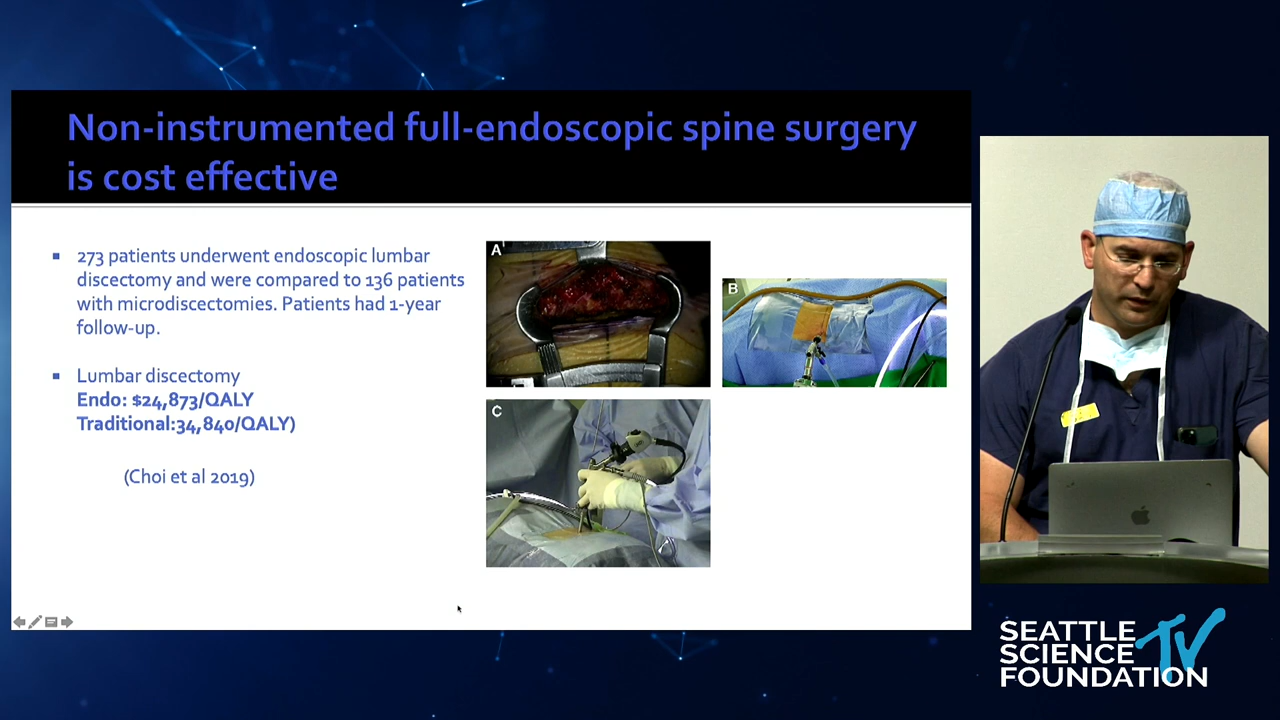 Non-instrumented full-endoscopic spine surgery
is cost effective
273 patients underwent endoscopic lumbar
discectomy and were compared to 136 patients
with microdiscectomies. Patients had 1-year
follow-up.
Lumbar discectomy
Endo: $24,873/QALY
Traditional:34,840/QALY)
(Choi et al 2019)
A
B
C
SEATTLE
SCIENCE
FOUNDATION
TV